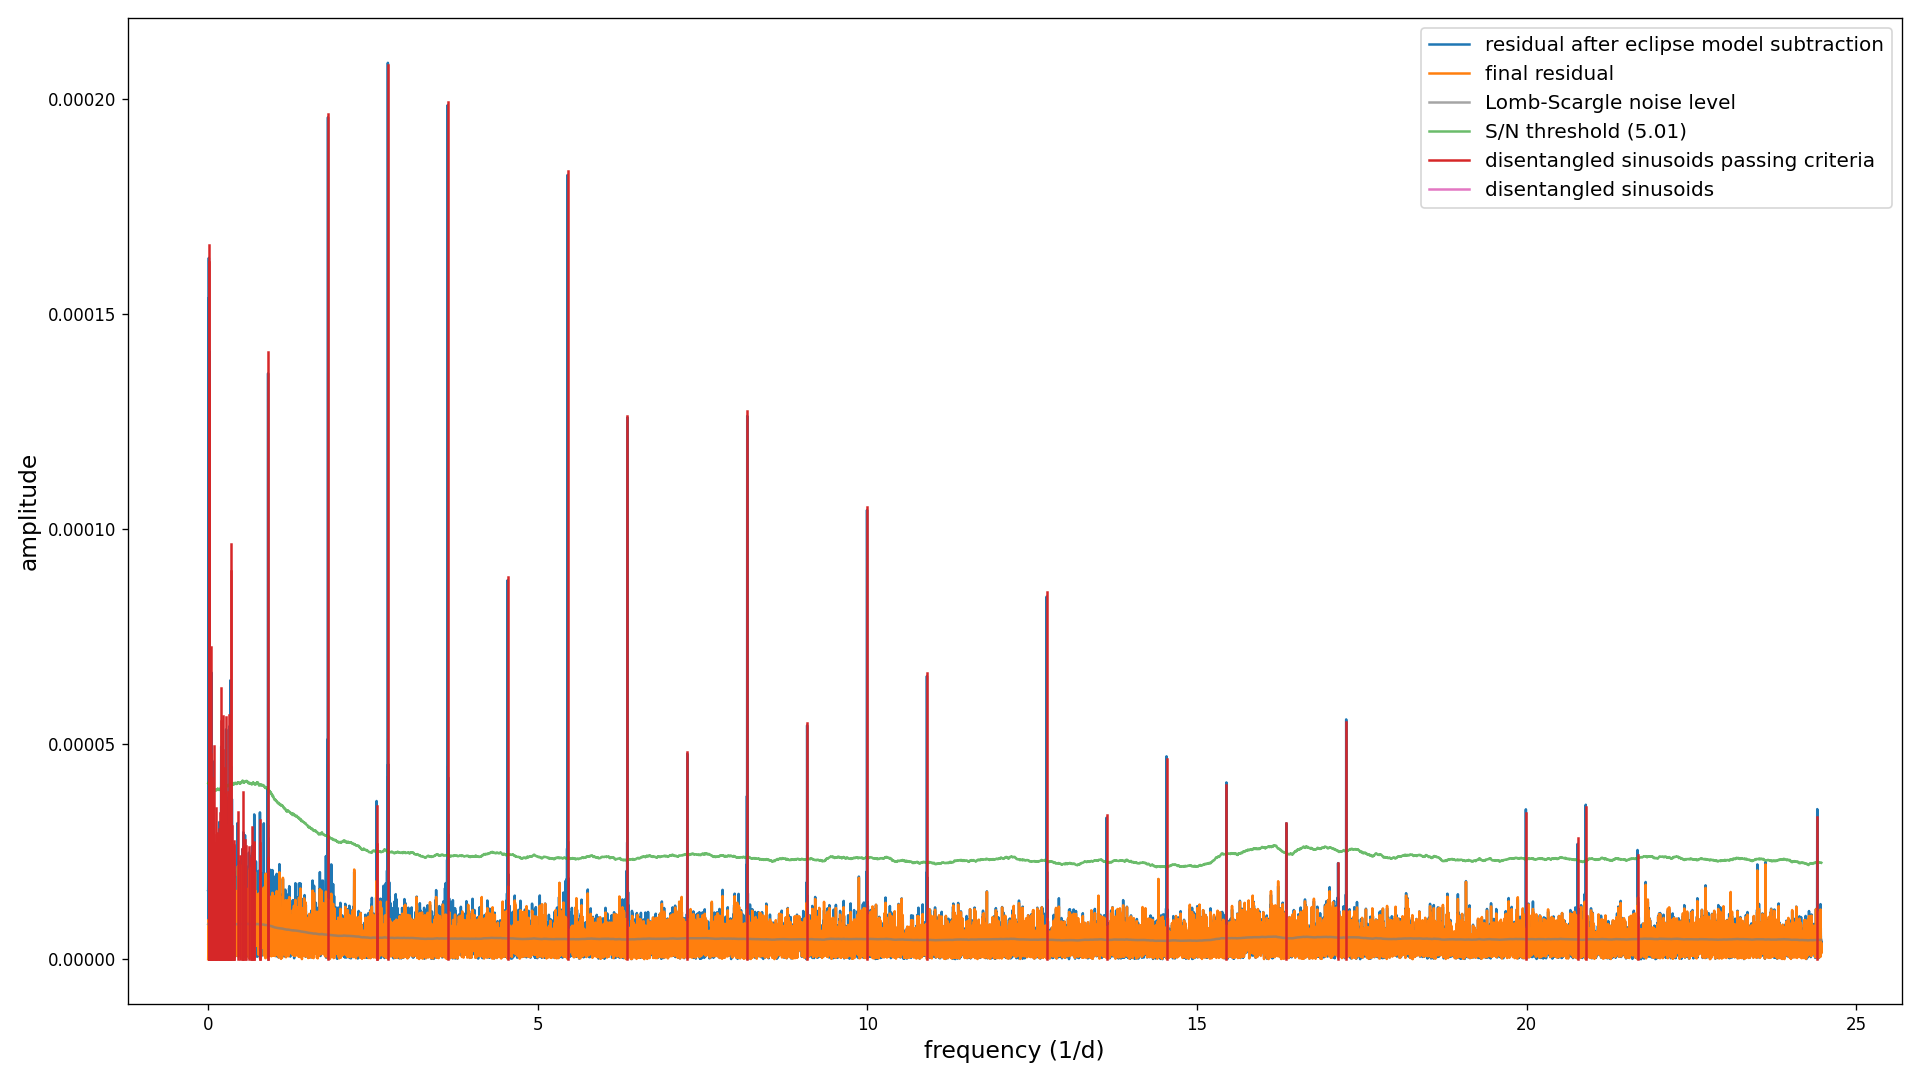 residual after eclipse model subtraction
final residual
Lomb-Scargle noise level
S/N threshold (5.01)
disentangled sinusoids passing criteria
disentangled sinusoids
amplitude
0.00020
0.00015
0.00010
0.00005
0.00000
0 5 10 15 20 25
frequency (1/d)